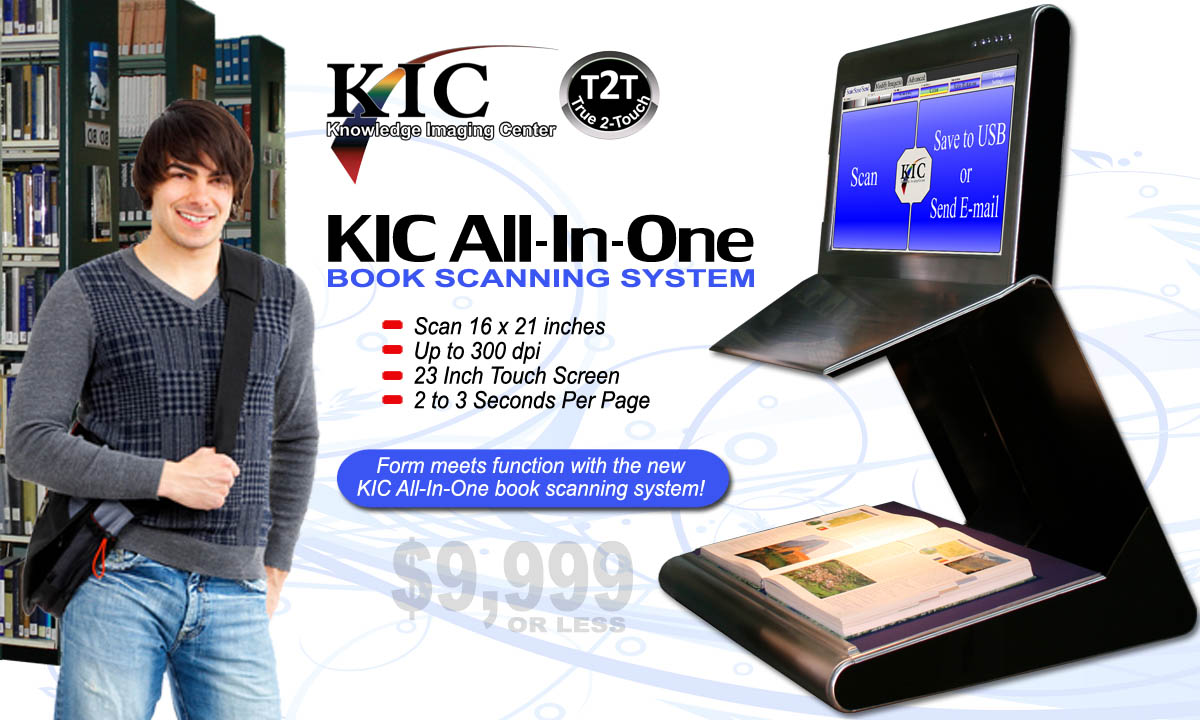 KIC
Knowledge Imaging Center
T2T
True 2-Touch
KIC All-In-One
BOOK SCANNING SYSTEM
Scan 16 x 21 inches
Up to 300 dpi
23 Inch Touch Screen
2 to 3 Seconds Per Page
Form meets function with the new
KIC All-In-One book scanning system!
$9,999
OR LESS
Advanced
Scan
KIC
Save to USB
or
Send E-mail